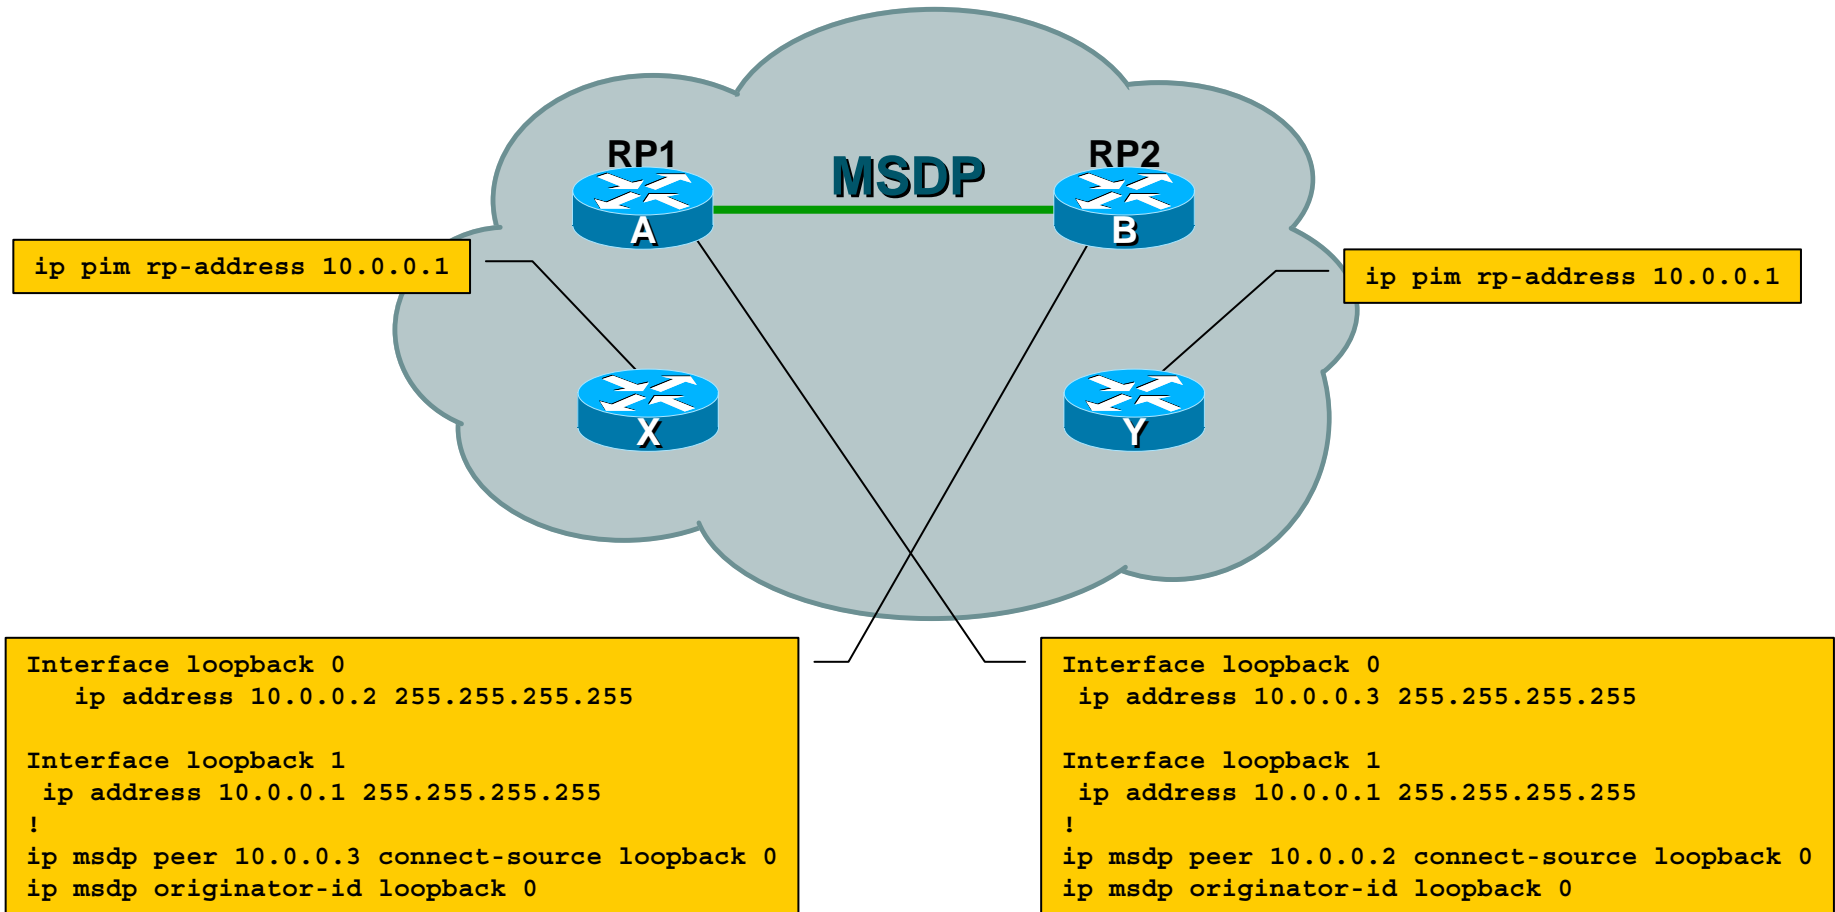 RP1
MSDP
RP2
A
B
ip pim rp-address 10.0.0.1
ip pim rp-address 10.0.0.1
X
Y
Interface loopback 0
ip address 10.0.0.2 255.255.255.255
Interface loopback 1
ip address 10.0.0.1 255.255.255.255
!
ip msdp peer 10.0.0.3 connect-source loopback 0
ip msdp originator-id loopback 0
Interface loopback 0
ip address 10.0.0.3 255.255.255.255
Interface loopback 1
ip address 10.0.0.1 255.255.255.255
!
ip msdp peer 10.0.0.2 connect-source loopback 0
ip msdp originator-id loopback 0